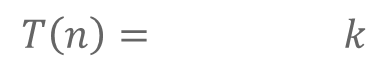 T(n) = k